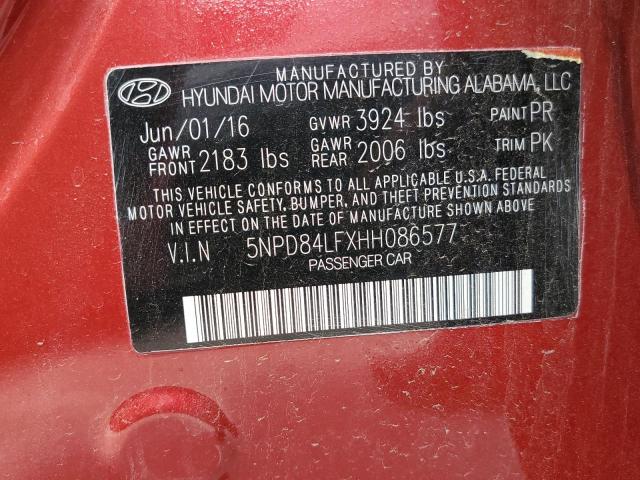 MANUFACTURED BY
HYUNDAI MOTOR MANUFACTURING ALABAMA, LLC
Jun/01/16 GVWR 3924 lbs PAINT PR
GAWR FRONT 2183 lbs GAWR REAR 2006 lbs TRIM PK
THIS VEHICLE CONFORMS TO ALL APPLICABLE U.S.A. FEDERAL
MOTOR VEHICLE SAFETY, BUMPER, AND THEFT PREVENTION STANDARDS
IN EFFECT ON THE DATE OF MANUFACTURE SHOWN ABOVE
V.I.N 5NPD84LFXHH086577
PASSENGER CAR